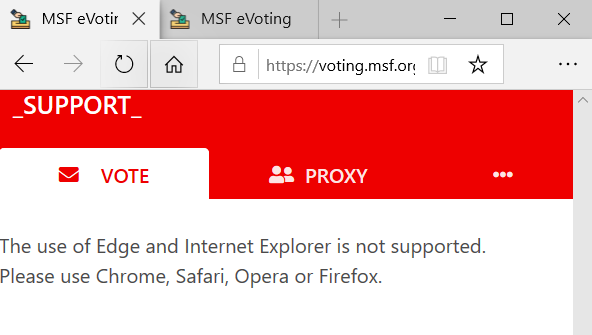 MSF eVotin
MSF eVoting
https://voting.msf.org
_SUPPORT_
VOTE
PROXY
The use of Edge and Internet Explorer is not supported.
Please use Chrome, Safari, Opera or Firefox.